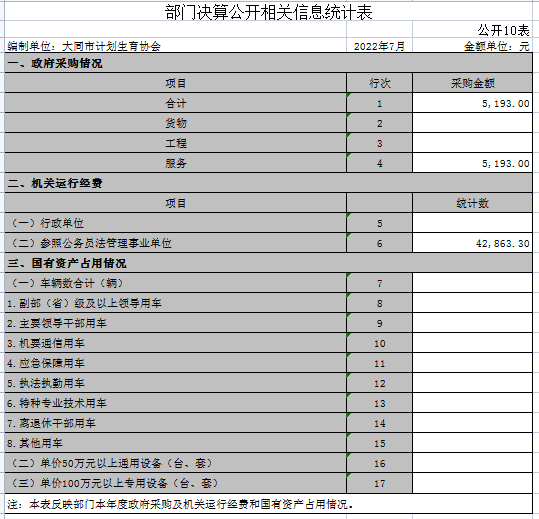 部门决算公开相关信息统计表
公开10表
编制单位：大同市计划生育协会 2022年7月 金额单位：元
一、政府采购情况
项目 行次 采购金额
合计 1 5,193.00
货物 2
工程 3
服务 4 5,193.00
二、机关运行经费
项目 统计数
（一）行政单位 5
（二）参照公务员法管理事业单位 6 42,863.30
三、国有资产占用情况
（一）车辆数合计（辆） 7
1.副部（省）级及以上领导用车 8
2.主要领导干部用车 9
3.机要通信用车 10
4.应急保障用车 11
5.执法执勤用车 12
6.特种专业技术用车 13
7.离退休干部用车 14
8.其他用车 15
（二）单价50万元以上通用设备（台、套） 16
（三）单价100万元以上专用设备（台、套） 17
注：本表反映部门本年度政府采购及机关运行经费和国有资产占用情况。